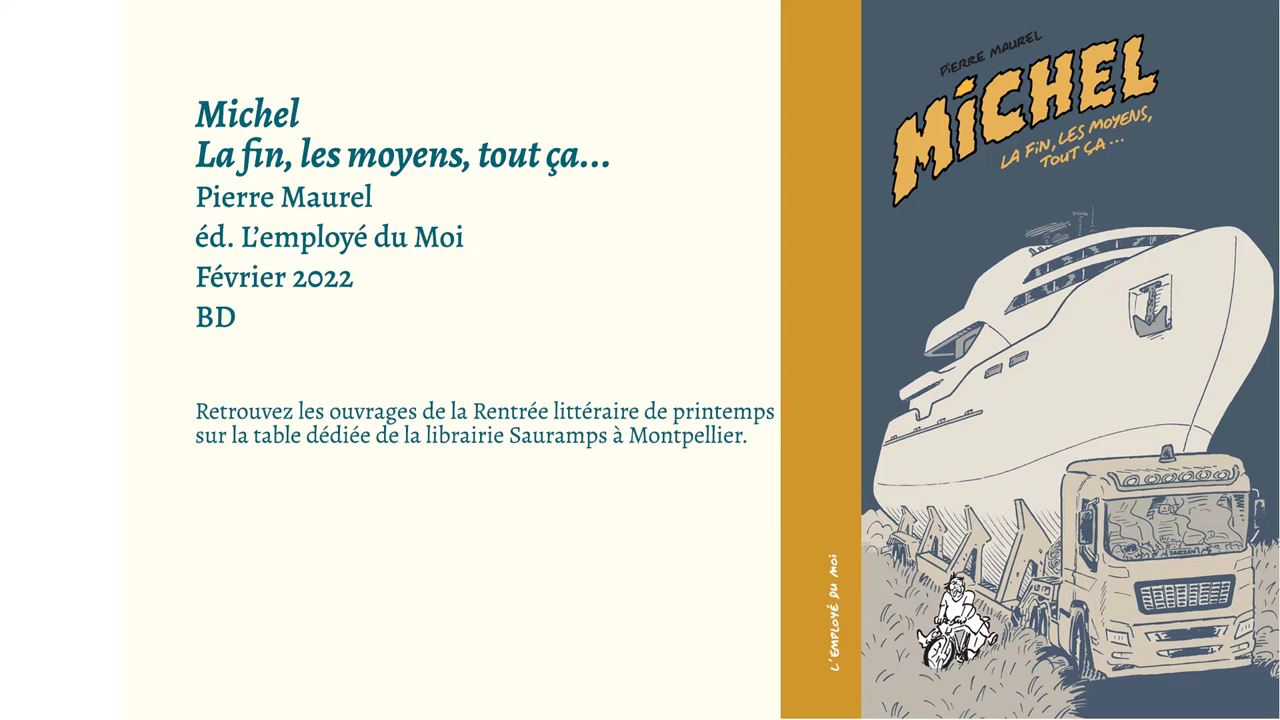 Michel
La fin, les moyens, tout ça...
Pierre Maurel
éd. L'employé du Moi
Février 2022
BD
Retrouvez les ouvrages de la Rentrée littéraire de printemps
sur la table dédiée de la librairie Sauramps à Montpellier.
PiERRE MAUREL
MiCHEL
LA FiN, LES MOYENS,
TOUT ÇA...
TARZAN
L'EMPLOYÉ DU MOi